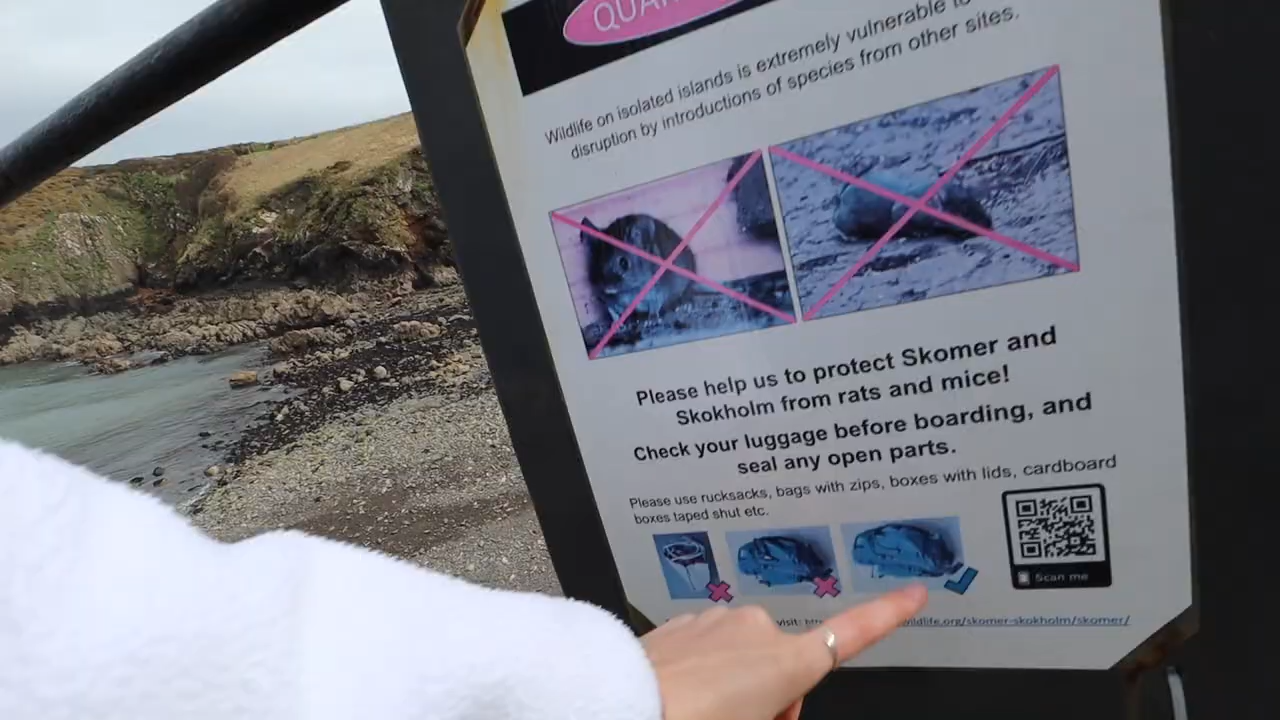 Wildlife on isolated islands is extremely vulnerable to
disruption by introductions of species from other sites.
Please help us to protect Skomer and
Skokholm from rats and mice!
Check your luggage before boarding, and
seal any open parts.
Please use rucksacks, bags with zips, boxes with lids, cardboard
boxes taped shut etc.
Scan me
visit: wildlife.org/skomer-skokholm/skomer/